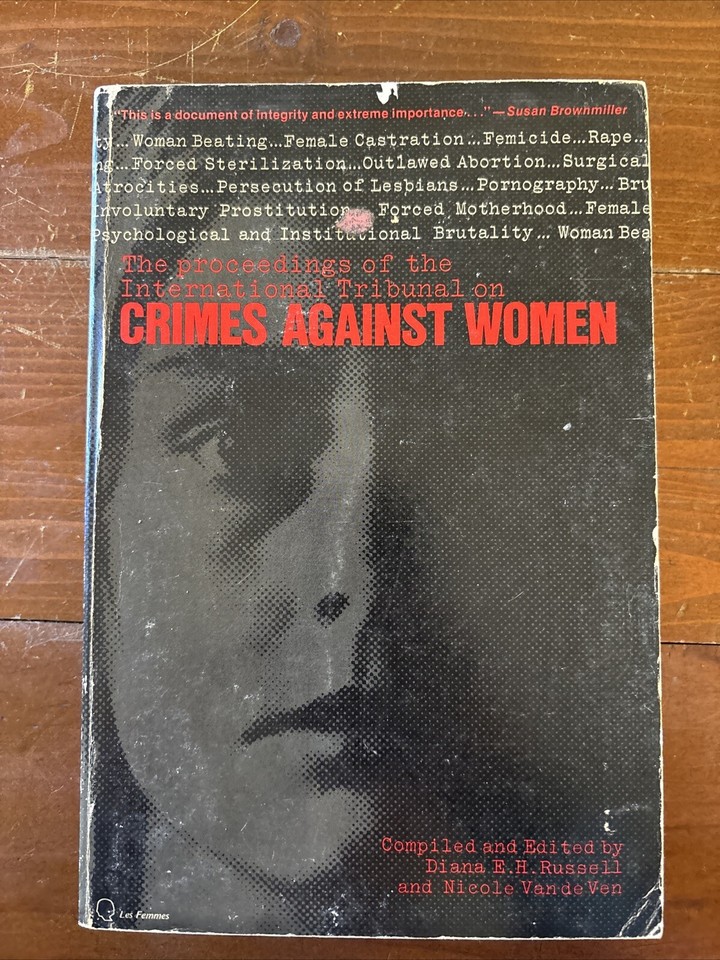 "This is a document of integrity and extreme importance. . ." — Susan Brownmiller
ty... Woman Beating...Female Castration...Femicide...Rape...
ng...Forced Sterilization...Outlawed Abortion...Surgical
Atrocities...Persecution of Lesbians...Pornography...Bru
Involuntary Prostitution... Forced Motherhood...Female
Psychological and Institutional Brutality... Woman Bea
The proceedings of the
International Tribunal on
CRIMES AGAINST WOMEN
Compiled and Edited by
Diana E.H. Russell
and Nicole Van de Ven
Les Femmes